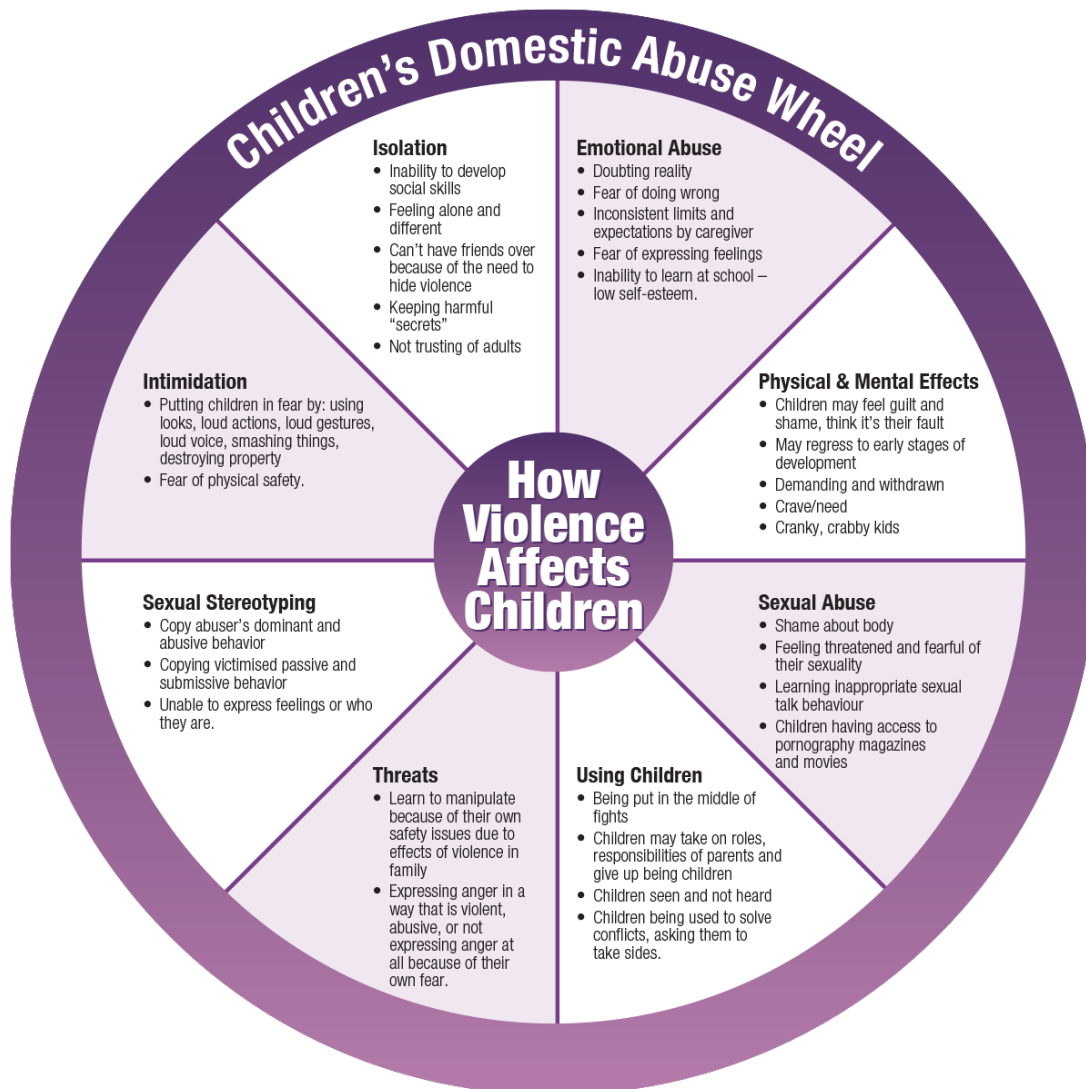 Children’s Domestic Abuse Wheel
Isolation
• Inability to develop
social skills
• Feeling alone and
different
• Can’t have friends over
because of the need to
hide violence
• Keeping harmful
“secrets”
• Not trusting of adults
Emotional Abuse
• Doubting reality
• Fear of doing wrong
• Inconsistent limits and
expectations by caregiver
• Fear of expressing feelings
• Inability to learn at school –
low self-esteem.
Intimidation
• Putting children in fear by: using
looks, loud actions, loud gestures,
loud voice, smashing things,
destroying property
• Fear of physical safety.
Physical & Mental Effects
• Children may feel guilt and
shame, think it’s their fault
• May regress to early stages of
development
• Demanding and withdrawn
• Crave/need
• Cranky, crabby kids
How
Violence
Affects
Children
Sexual Stereotyping
• Copy abuser’s dominant and
abusive behavior
• Copying victimised passive and
submissive behavior
• Unable to express feelings or who
they are.
Sexual Abuse
• Shame about body
• Feeling threatened and fearful of
their sexuality
• Learning inappropriate sexual
talk behaviour
• Children having access to
pornography magazines
and movies
Threats
• Learn to manipulate
because of their own
safety issues due to
effects of violence in
family
• Expressing anger in a
way that is violent,
abusive, or not
expressing anger at
all because of their
own fear.
Using Children
• Being put in the middle of
fights
• Children may take on roles,
responsibilities of parents and
give up being children
• Children seen and not heard
• Children being used to solve
conflicts, asking them to
take sides.